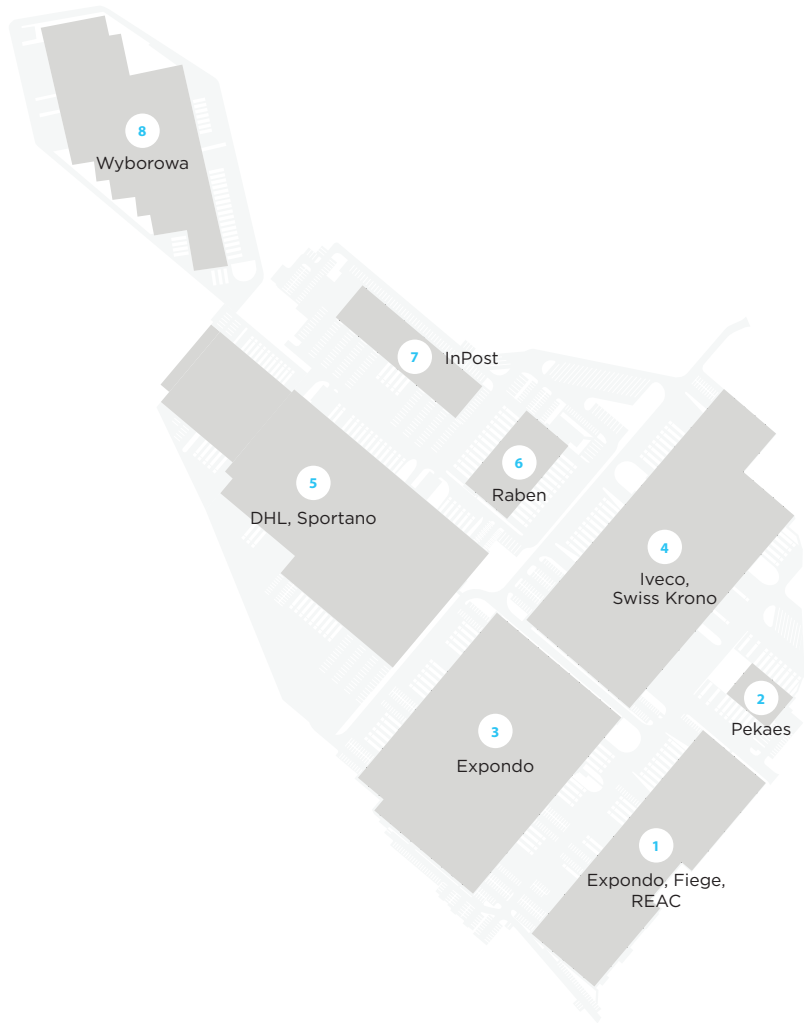 8
Wyborowa
7
InPost
6
Raben
5
DHL, Sportano
4
Iveco,
Swiss Krono
2
Pekaes
3
Expondo
1
Expondo, Fiege,
REAC